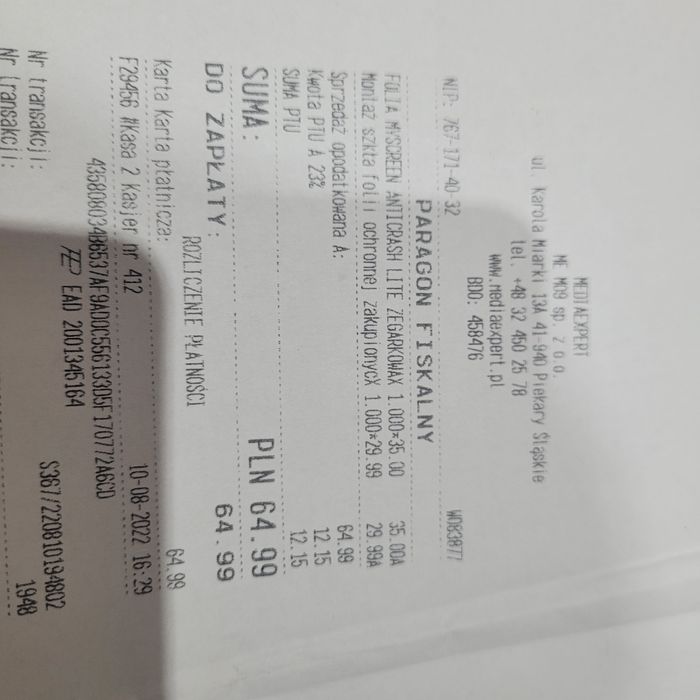 MEDIAEXPERT
ME M09 sp. z o.o.
ul. Karola Miarki 13A 41-940 Piekary Śląskie
tel. +48 32 450 25 78
www.mediaexpert.pl
BDO: 458476
NIP: 767-171-40-32 W083877
PARAGON FISKALNY
FOLIA MYSCREEN ANTICRASH LITE ZEGARKOWAX 1.000*35.00 35.00A
Montaż szkła folii ochronnej zakupionycX 1.000*29.99 29.99A
Sprzedaż opodatkowana A: 64.99
Kwota PTU A 23% 12.15
SUMA PTU 12.15
SUMA: PLN 64.99
DO ZAPŁATY: 64.99
ROZLICZENIE PŁATNOŚCI
Karta Karta płatnicza: 64.99
F29456 #Kasa 2 Kasjer nr 412 10-08-2022 16:29
EAD 2001345164
Nr transakcji: S367/220810194802
Nr transakcji: 1948